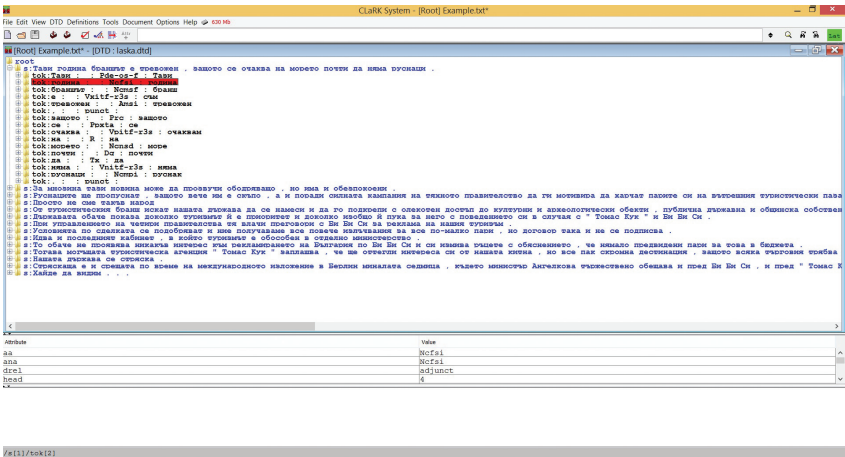 CLaRK System - [Root] Example.txt*
File Edit View DTD Definitions Tools Document Options Help 630 Mb
[Root] Example.txt* - [DTD : laska.dtd]
root
s:Тази година браншът е тревожен , защото се очаква на морето почти да няма руснаци .
tok:Тази : : Pde-os-f : Тази
tok:година : : Ncfsi : година
tok:браншът : : Ncmsf : бранш
tok:е : : Vxitf-r3s : съм
tok:тревожен : : Amsi : тревожен
tok:, : : punct :
tok:защото : : Prc : защото
tok:се : : Ppxta : се
tok:очаква : : Vpitf-r3s : очаквам
tok:на : : R : на
tok:морето : : Ncnsd : море
tok:почти : : Dq : почти
tok:да : : Tx : да
tok:няма : : Vnitf-r3s : няма
tok:руснаци : : Ncmpi : руснак
tok:. : : punct :
s:За мнозина тази новина може да прозвучи ободряващо , но има и обезпокоени .
s:Руснаците ще пропуснат , защото вече им е скъпо , а и поради силната кампания на тяхното правителство да ги мотивира да харчат парите си на вътрешния туристически паза
s:Просто не сме такъв народ
s:От туристическия бранш искат нашата държава да се намеси и да го подкрепи с олекотен достъп до културни и археологически обекти , публична държавна и общинска собствен
s:Държавата обаче показа доколко туризмът й е приоритет и доколко изобщо й пука за него с поведението си в случая с " Томас Кук " и Би Би Си .
s:При управлението на четири правителства тя влачи преговори с Би Би Си за реклама на нашия туризъм .
s:Условията по сделката се подобряват и ние получаваме все повече излъчвания за все по-малко пари , но договор така и не се подписва .
s:Идва и последният кабинет , в който туризмът е обособен в отделно министерство .
s:То обаче не проявява никакъв интерес към рекламирането на България по Би Би Си и си измива ръцете с обяснението , че нямало предвидени пари за това в бюджета .
s:Тогава могъщата туристическа агенция " Томас Кук " заплашва , че ще оттегли интереса си от нашата китна , но все пак скромна дестинация , защото всяка търговия трябва
s:Нашата държава се стряска .
s:Стряскаща е и срещата по време на международното изложение в Берлин миналата седмица , където министър Ангелкова тържествено обещава и пред Би Би Си , и пред " Томас К
s:Хайде да видим . . .
Attribute Value
aa Ncfsi
ana Ncfsi
drel adjunct
head 4
/s[1]/tok[2]